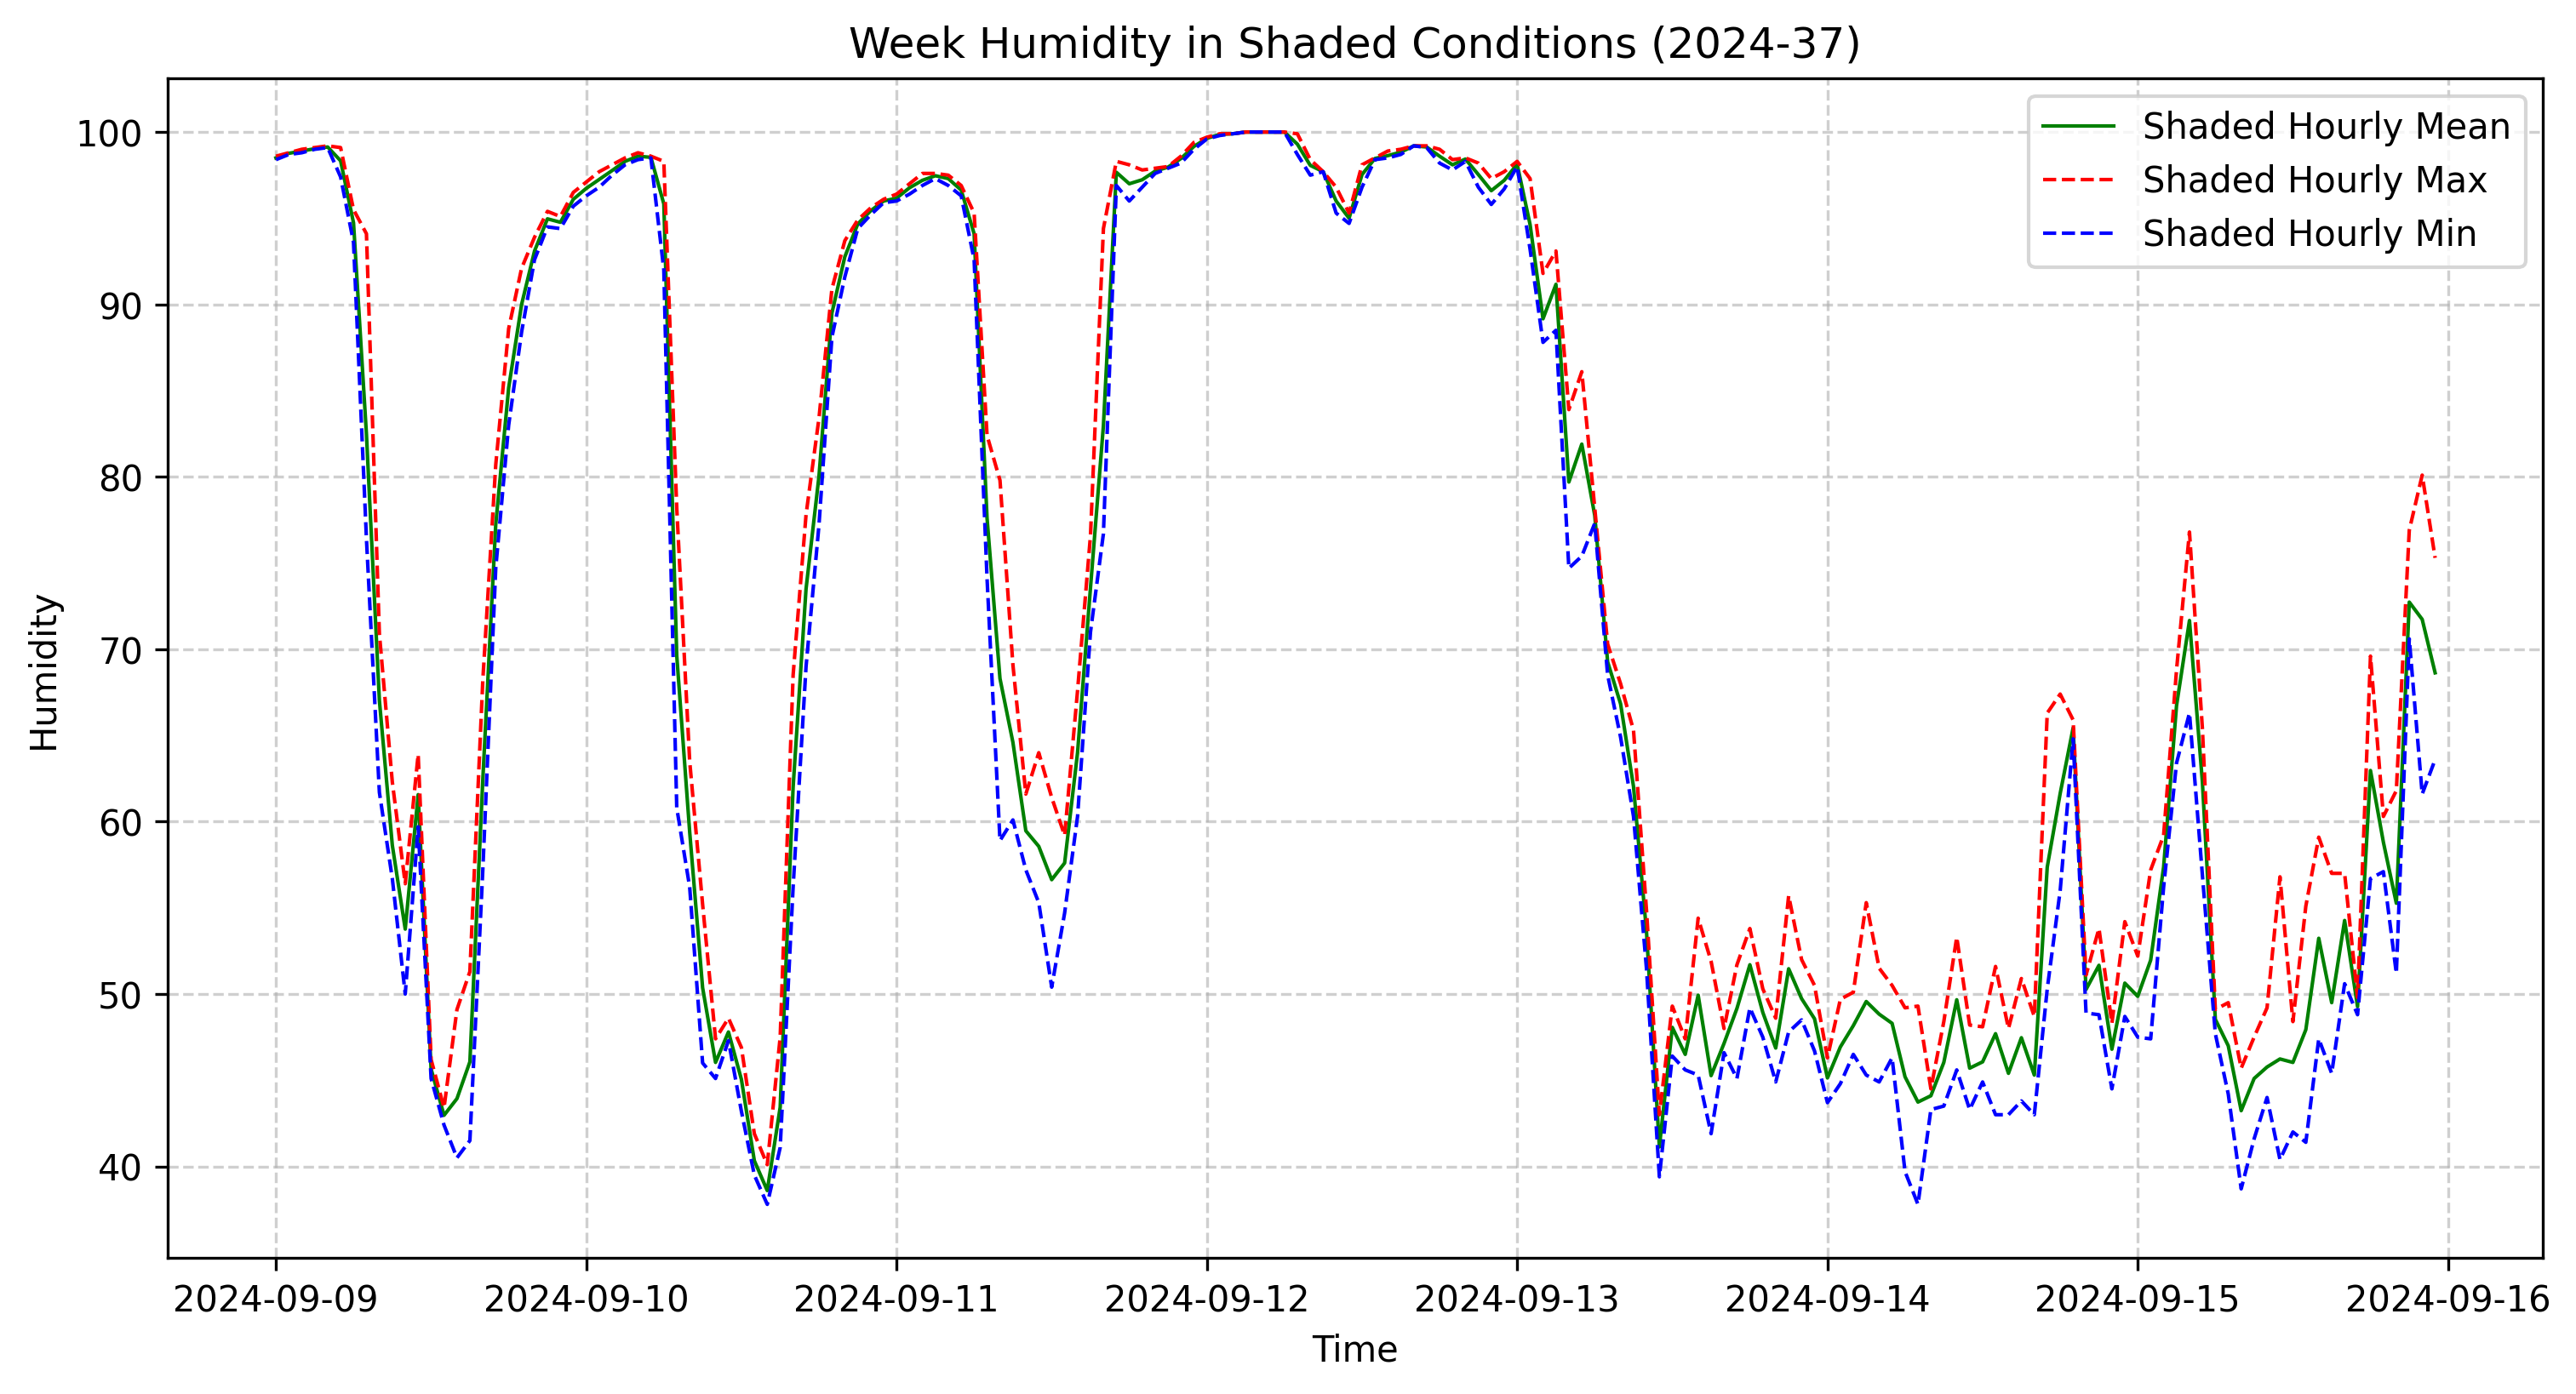 Week Humidity in Shaded Conditions (2024-37)
Shaded Hourly Mean
Shaded Hourly Max
Shaded Hourly Min
Humidity
100
90
80
70
60
50
40
2024-09-09 2024-09-10 2024-09-11 2024-09-12 2024-09-13 2024-09-14 2024-09-15 2024-09-16
Time